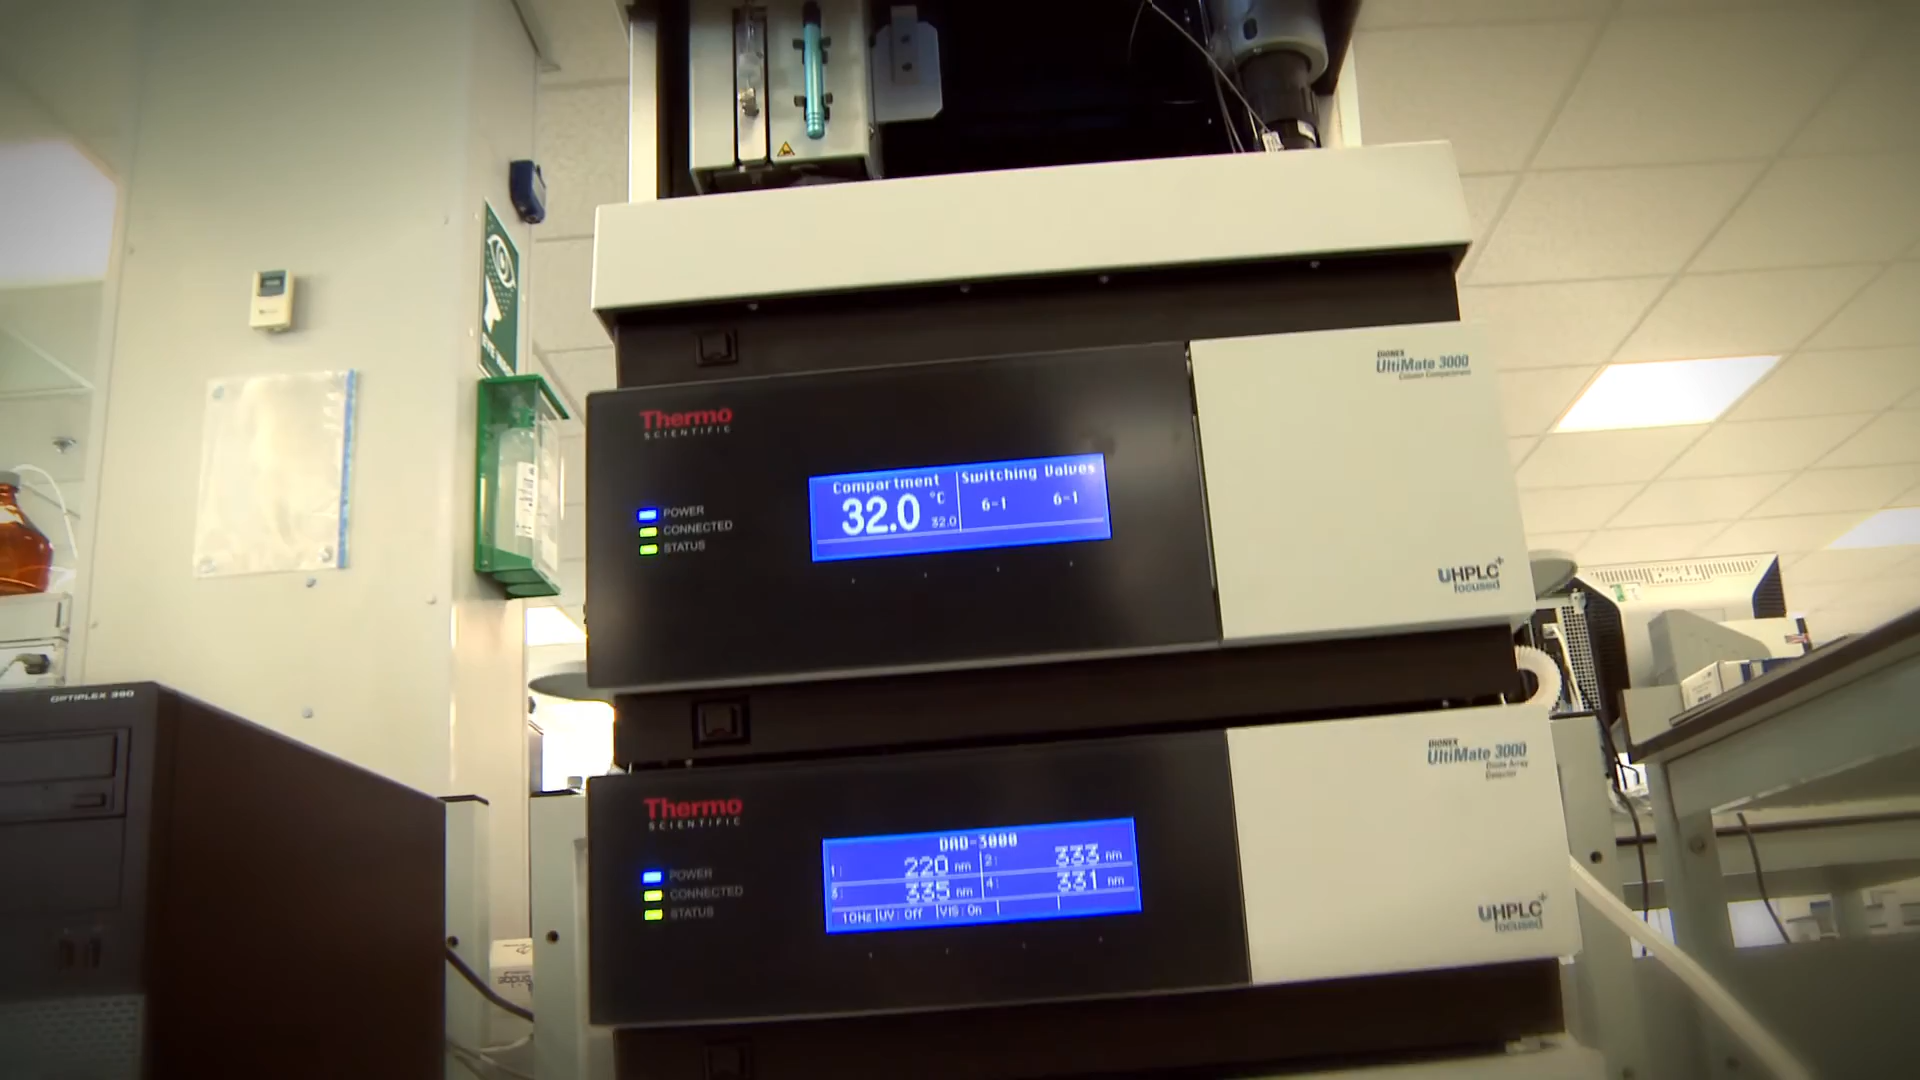 EYE WASH
Thermo
SCIENTIFIC
POWER
CONNECTED
STATUS
Compartment
32.0 °C 32.0
Switching Valves
6-1 6-1
DIONEX
UltiMate 3000
Column Compartment
UHPLC+
focused
OPTIPLEX 390
Thermo
SCIENTIFIC
POWER
CONNECTED
STATUS
DAD-3000
1: 220 nm 2: 333 nm
3: 335 nm 4: 331 nm
10Hz UV: Off VIS: On
DIONEX
UltiMate 3000
Diode Array
Detector
UHPLC+
focused